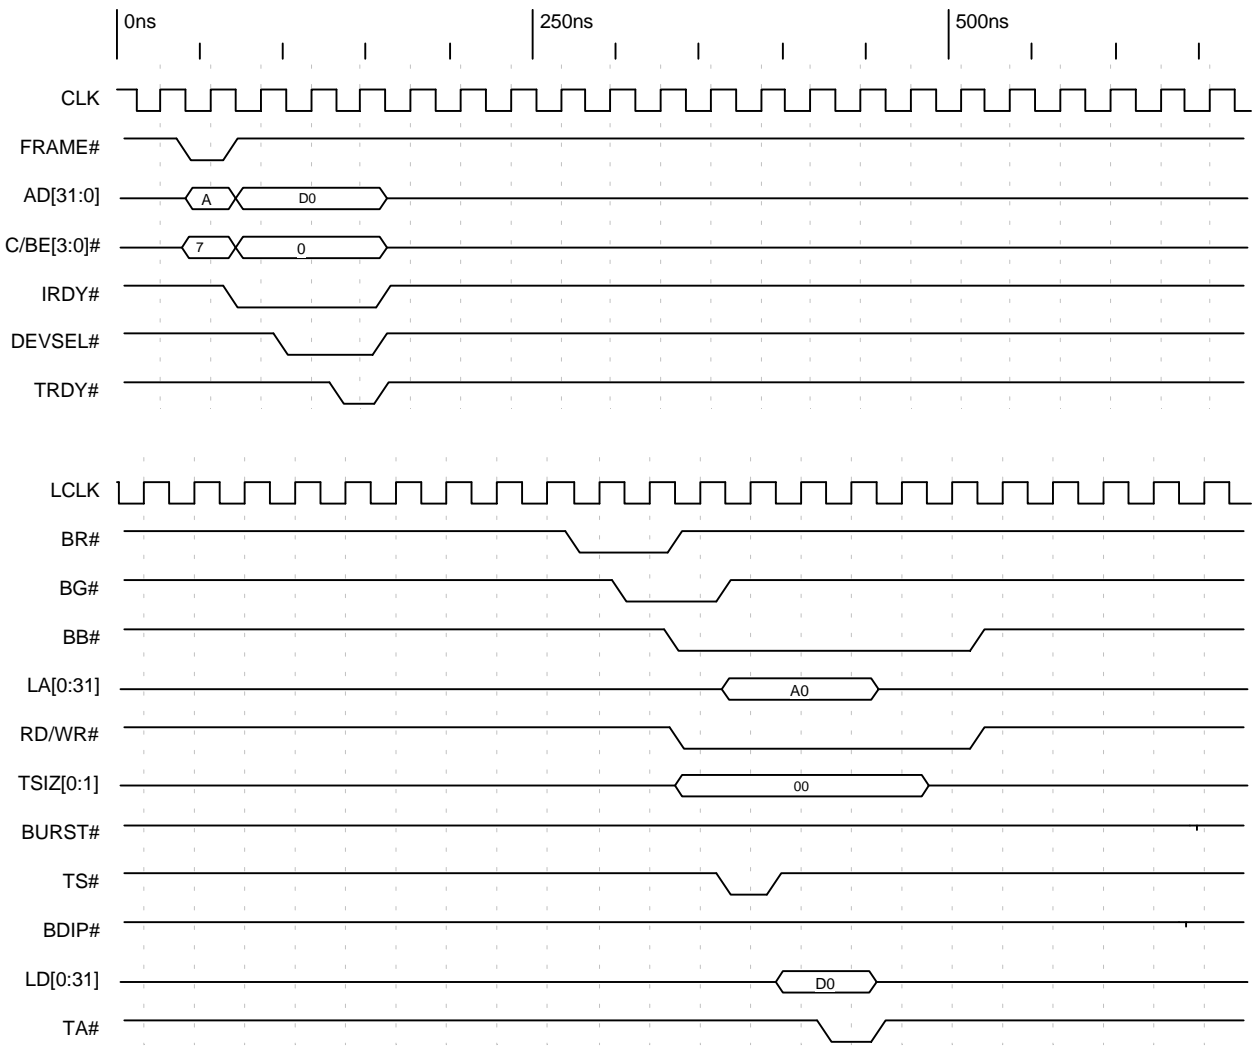 0ns 250ns 500ns
CLK
FRAME#
AD[31:0] A D0
C/BE[3:0]# 7 0
IRDY#
DEVSEL#
TRDY#
LCLK
BR#
BG#
BB#
LA[0:31] A0
RD/WR#
TSIZ[0:1] 00
BURST#
TS#
BDIP#
LD[0:31] D0
TA#